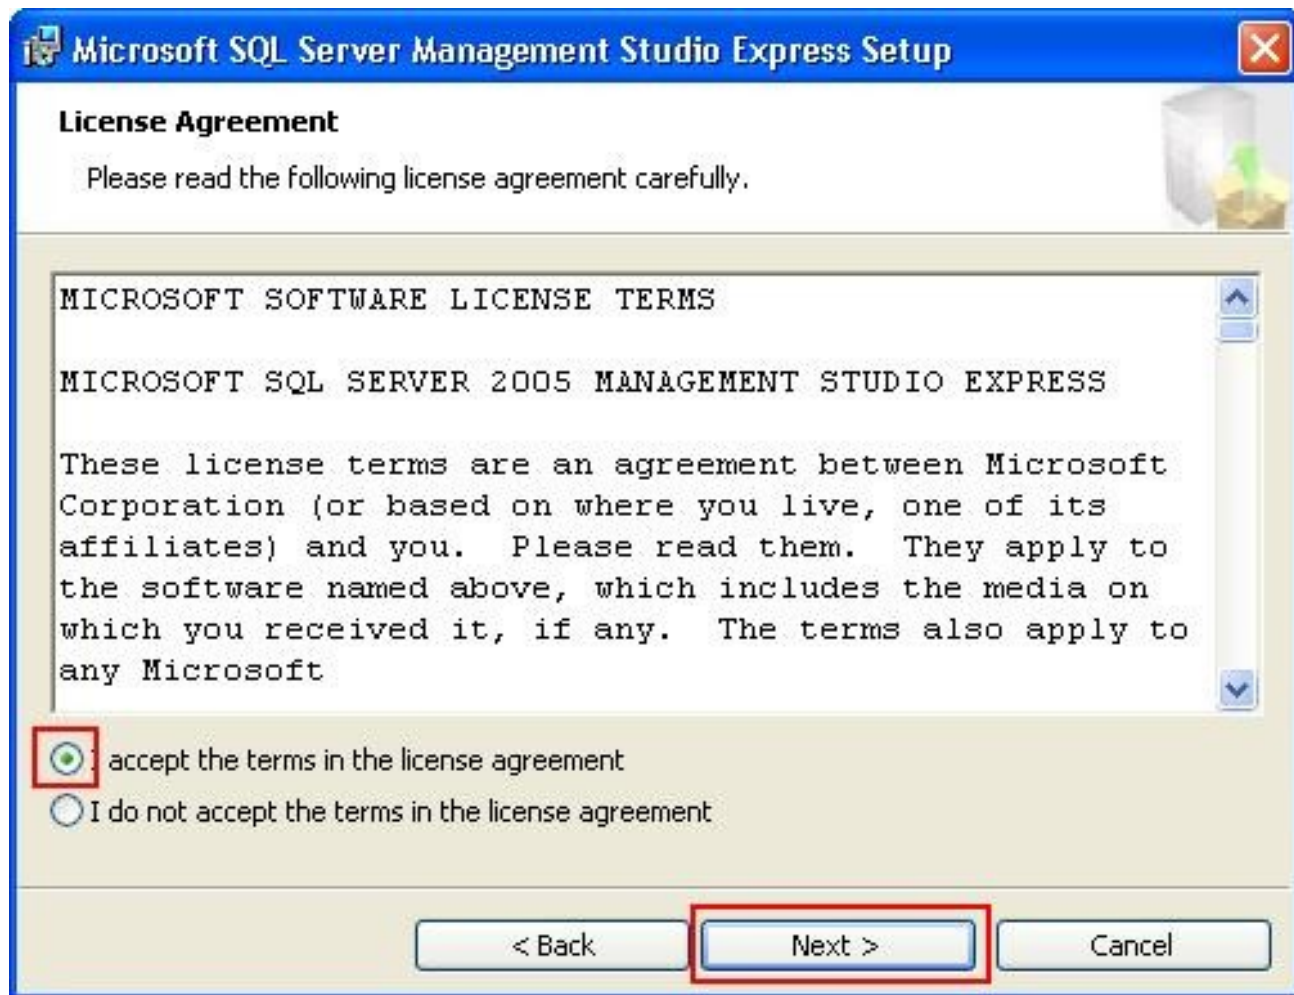 Microsoft SQL Server Management Studio Express Setup
License Agreement
Please read the following license agreement carefully.
MICROSOFT SOFTWARE LICENSE TERMS
MICROSOFT SQL SERVER 2005 MANAGEMENT STUDIO EXPRESS
These license terms are an agreement between Microsoft
Corporation (or based on where you live, one of its
affiliates) and you.  Please read them.  They apply to
the software named above, which includes the media on
which you received it, if any.  The terms also apply to
any Microsoft
I accept the terms in the license agreement
I do not accept the terms in the license agreement
< Back Next > Cancel